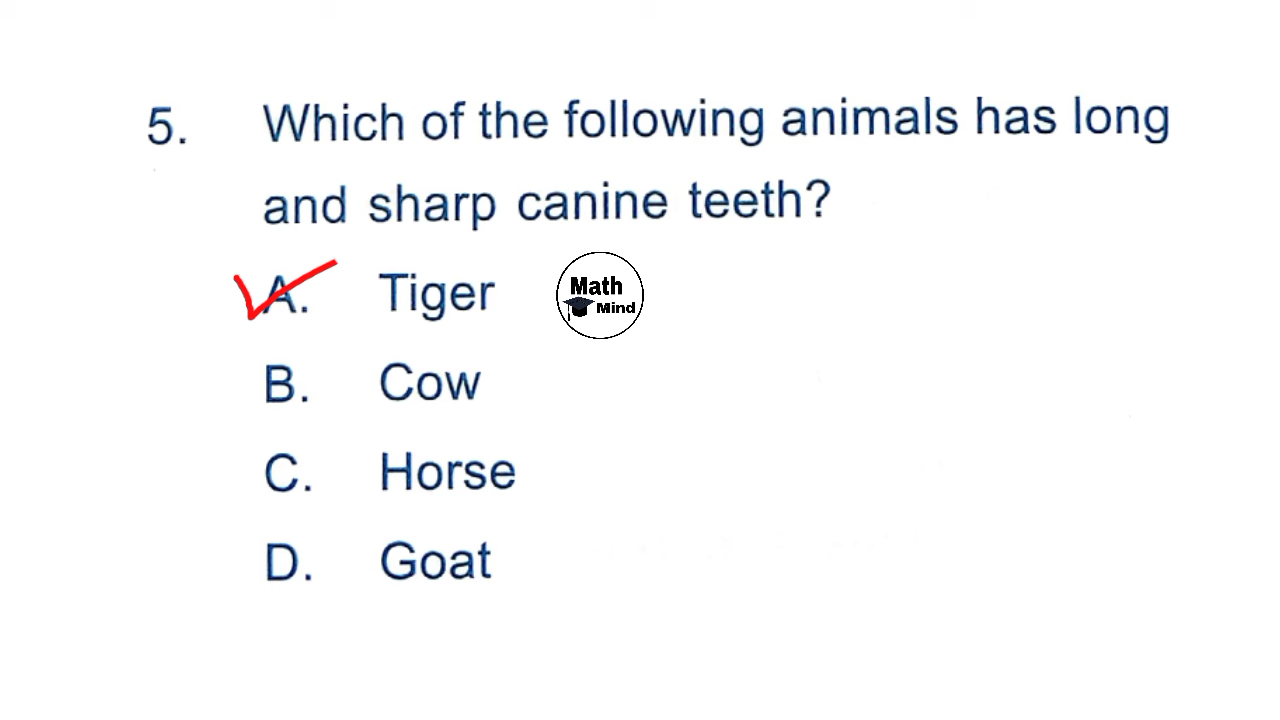 5. Which of the following animals has long
and sharp canine teeth?
A. Tiger
Math
Mind
B. Cow
C. Horse
D. Goat